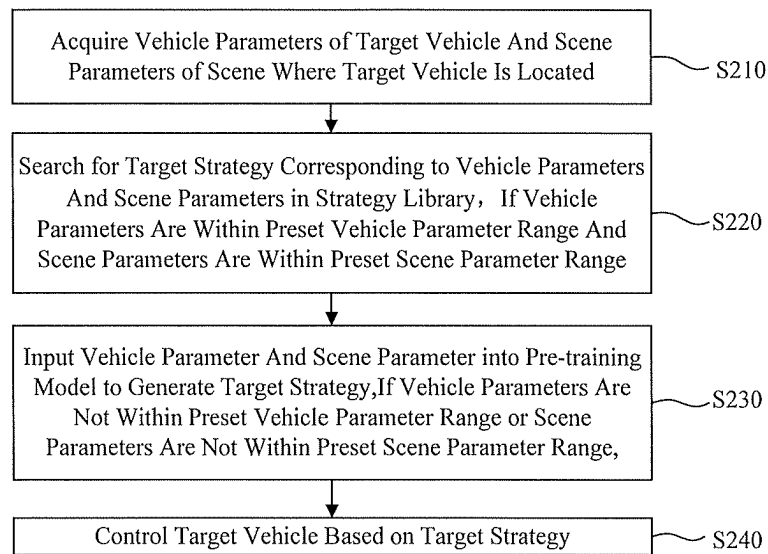 Acquire Vehicle Parameters of Target Vehicle And Scene
Parameters of Scene Where Target Vehicle Is Located
S210
Search for Target Strategy Corresponding to Vehicle Parameters
And Scene Parameters in Strategy Library, If Vehicle
Parameters Are Within Preset Vehicle Parameter Range And
Scene Parameters Are Within Preset Scene Parameter Range
S220
Input Vehicle Parameter And Scene Parameter into Pre-training
Model to Generate Target Strategy,If Vehicle Parameters Are
Not Within Preset Vehicle Parameter Range or Scene
Parameters Are Not Within Preset Scene Parameter Range,
S230
Control Target Vehicle Based on Target Strategy
S240